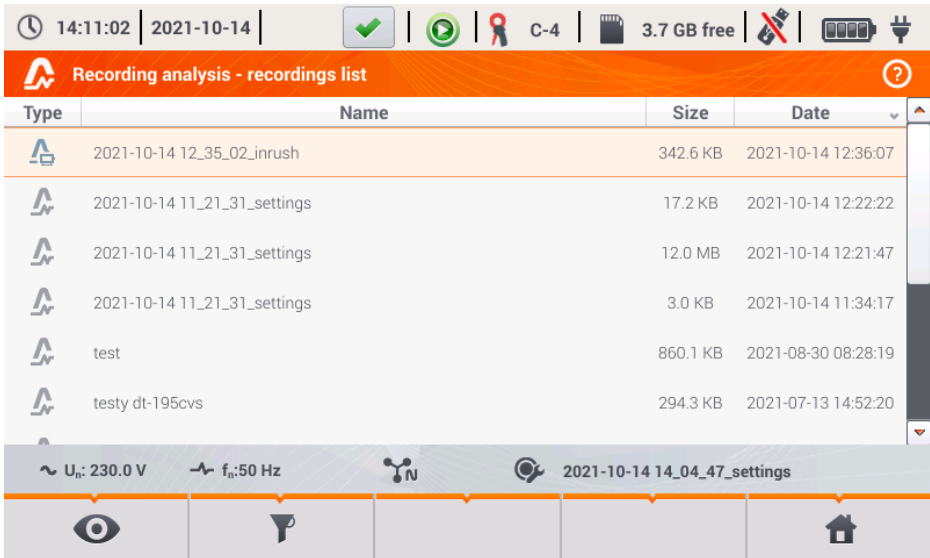 14:11:02 2021-10-14 C-4 3.7 GB free
Recording analysis - recordings list ?
Type Name Size Date
2021-10-14 12_35_02_inrush 342.6 KB 2021-10-14 12:36:07
2021-10-14 11_21_31_settings 17.2 KB 2021-10-14 12:22:22
2021-10-14 11_21_31_settings 12.0 MB 2021-10-14 12:21:47
2021-10-14 11_21_31_settings 3.0 KB 2021-10-14 11:34:17
test 860.1 KB 2021-08-30 08:28:19
testy dt-195cvs 294.3 KB 2021-07-13 14:52:20
Un: 230.0 V fn:50 Hz N 2021-10-14 14_04_47_settings